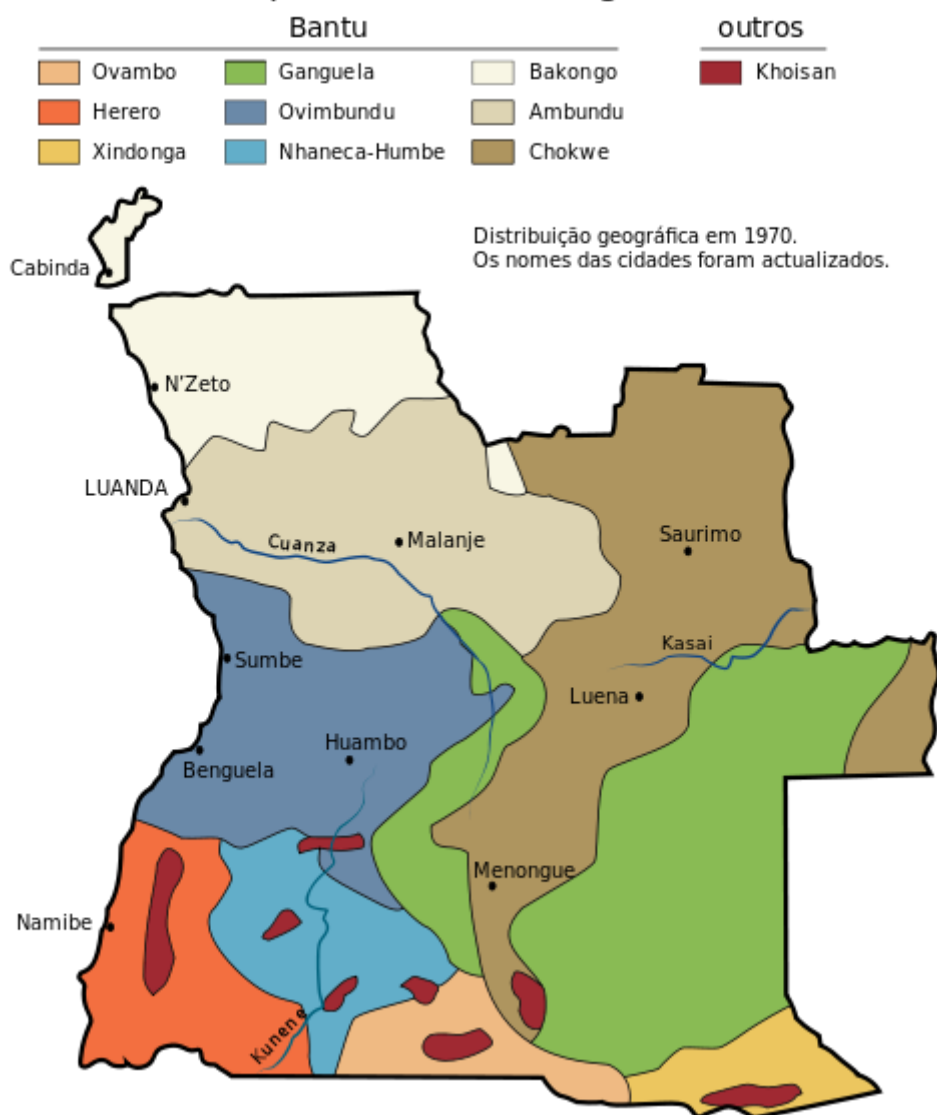 Bantu
outros
Ovambo
Ganguela
Bakongo
Khoisan
Herero
Ovimbundu
Ambundu
Xindonga
Nhaneca-Humbe
Chokwe
Distribuição geográfica em 1970.
Os nomes das cidades foram actualizados.
Cabinda
N'Zeto
LUANDA
Cuanza
Malanje
Saurimo
Sumbe
Kasai
Luena
Huambo
Benguela
Menongue
Namibe
Kunene